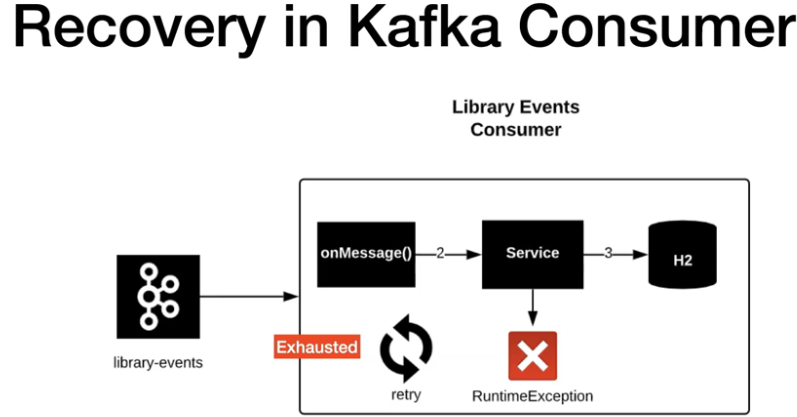 Recovery in Kafka Consumer
Library Events
Consumer
onMessage()
2
Service
3
H2
library-events
Exhausted
retry
RuntimeException